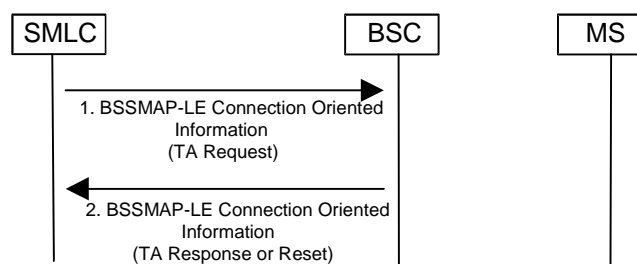 SMLC
BSC
MS
1. BSSMAP-LE Connection Oriented
Information
(TA Request)
2. BSSMAP-LE Connection Oriented
Information
(TA Response or Reset)